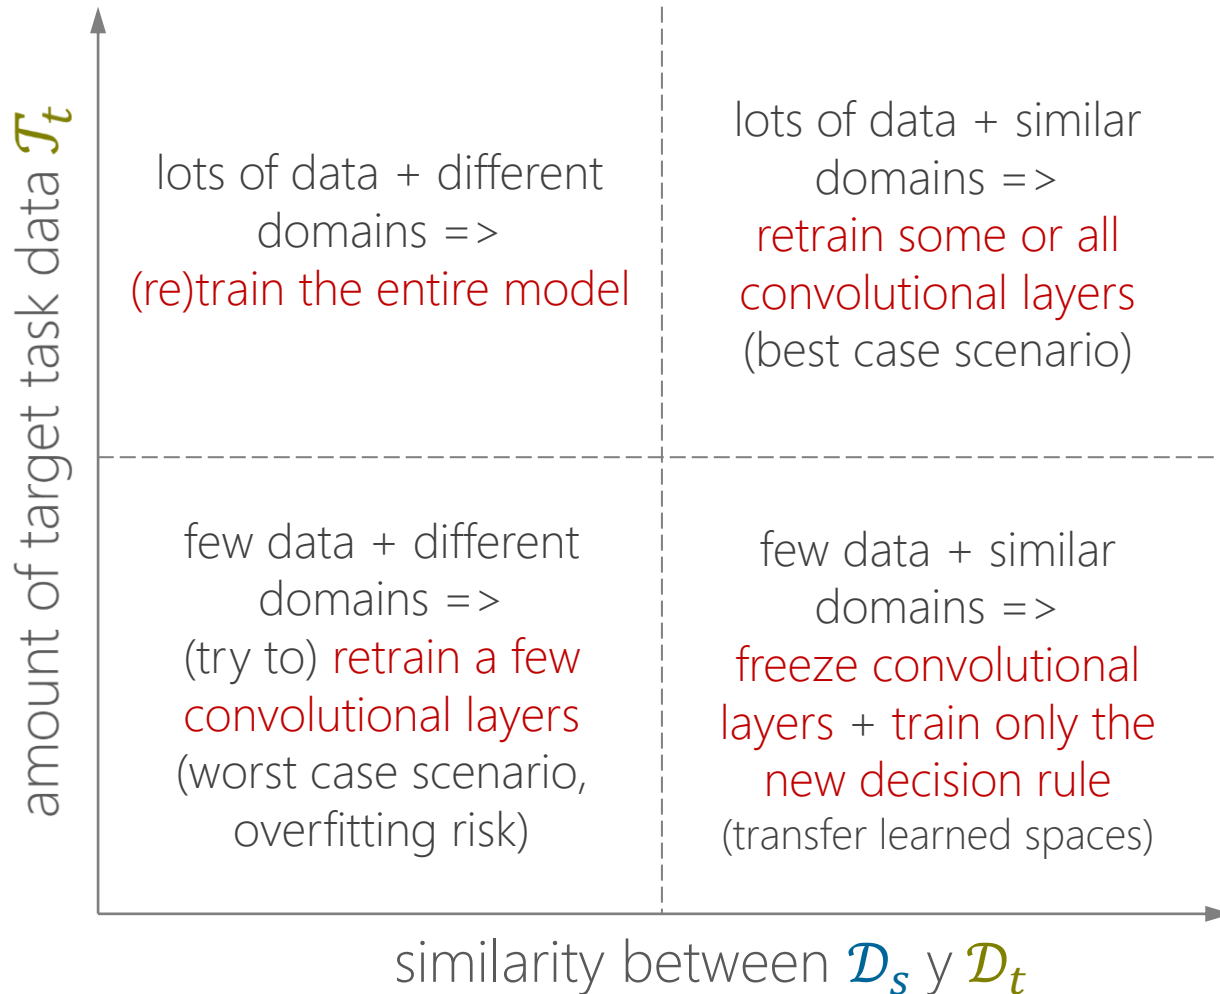 amount of target task data 𝒯t
lots of data + different
domains =>
(re)train the entire model
lots of data + similar
domains =>
retrain some or all
convolutional layers
(best case scenario)
few data + different
domains =>
(try to) retrain a few
convolutional layers
(worst case scenario,
overfitting risk)
few data + similar
domains =>
freeze convolutional
layers + train only the
new decision rule
(transfer learned spaces)
similarity between 𝒟s y 𝒟t